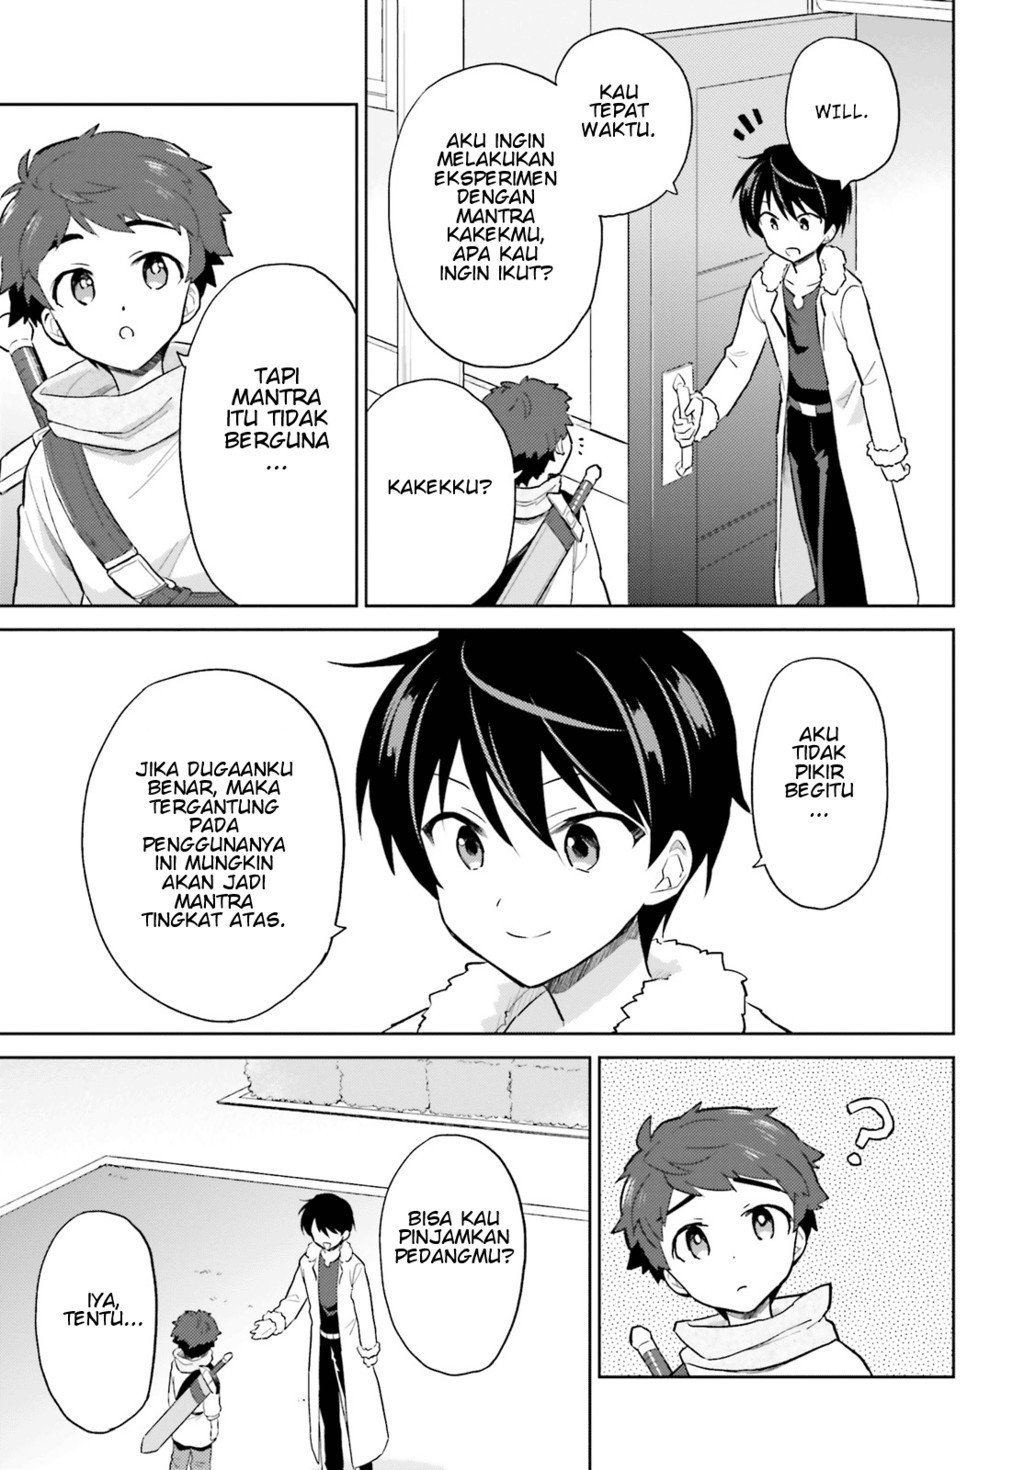 WILL.
KAU
TEPAT
WAKTU.
AKU INGIN
MELAKUKAN
EKSPERIMEN
DENGAN
MANTRA
KAKEKMU,
APA KAU
INGIN IKUT?
KAKEKKU?
TAPI
MANTRA
ITU TIDAK
BERGUNA
...
AKU
TIDAK
PIKIR
BEGITU
...
JIKA DUGAANKU
BENAR, MAKA
TERGANTUNG
PADA
PENGGUNANYA
INI MUNGKIN
AKAN JADI
MANTRA
TINGKAT ATAS.
?
BISA KAU
PINJAMKAN
PEDANGMU?
IYA,
TENTU...